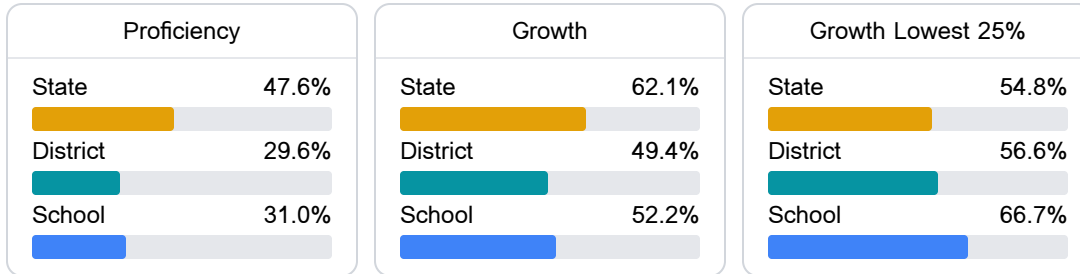 Proficiency
State 47.6%
District 29.6%
School 31.0%
Growth
State 62.1%
District 49.4%
School 52.2%
Growth Lowest 25%
State 54.8%
District 56.6%
School 66.7%